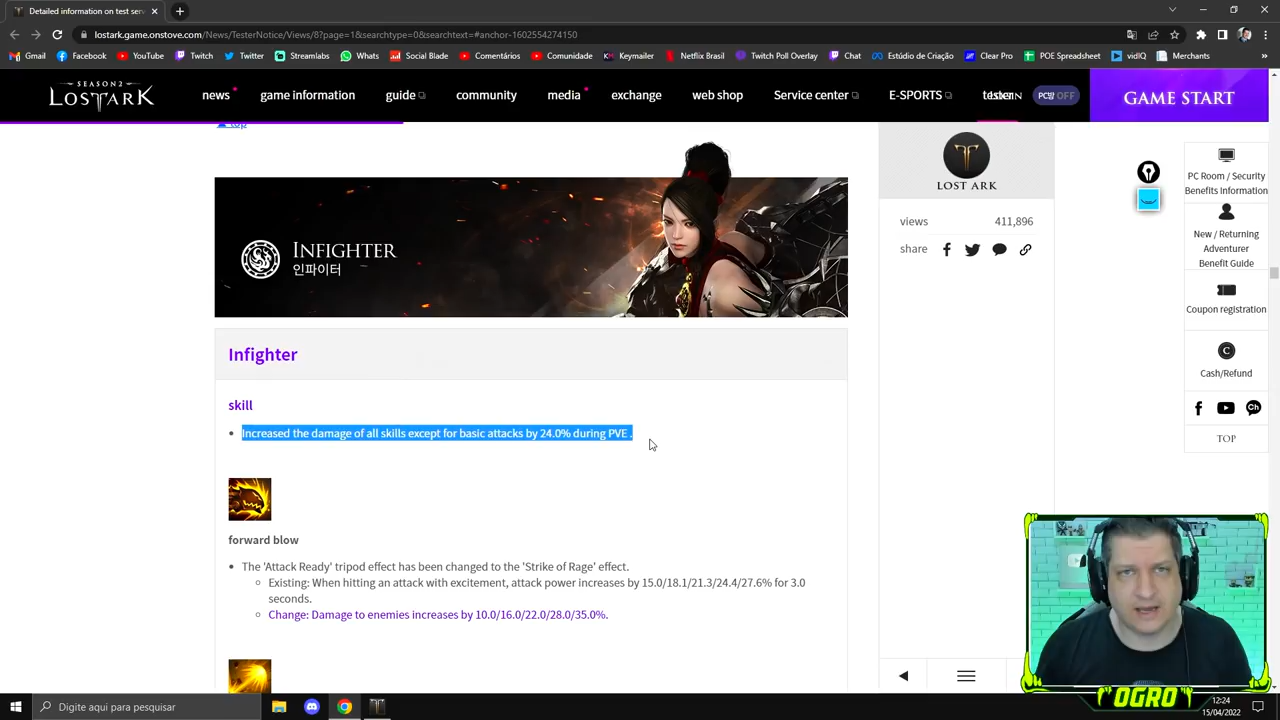 Detailed information on test serv
lostark.game.onstove.com/News/TesterNotice/Views/8?page=1&searchtype=0&searchtext=#anchor-1602554274150
Gmail Facebook YouTube Twitch Twitter Streamlabs Whats Social Blade Comentários Comunidade Keymailer Netflix Brasil Twitch Poll Overlay Chat Estúdio de Criação Clear Pro POE Spreadsheet vidIQ Merchants
SEASON2
LOST ARK
news game information guide community media exchange web shop Service center E-SPORTS OFF
GAME START
top
INFIGHTER
인파이터
LOST ARK
views 411,896
share
PC Room / Security
Benefits Information
New / Returning
Adventurer
Benefit Guide
Coupon registration
Cash/Refund
TOP
Infighter
skill
Increased the damage of all skills except for basic attacks by 24.0% during PVE .
forward blow
The 'Attack Ready' tripod effect has been changed to the 'Strike of Rage' effect.
Existing: When hitting an attack with excitement, attack power increases by 15.0/18.1/21.3/24.4/27.6% for 3.0
seconds.
Change: Damage to enemies increases by 10.0/16.0/22.0/28.0/35.0%.
OGRO
Digite aqui para pesquisar
12:24
15/04/2022